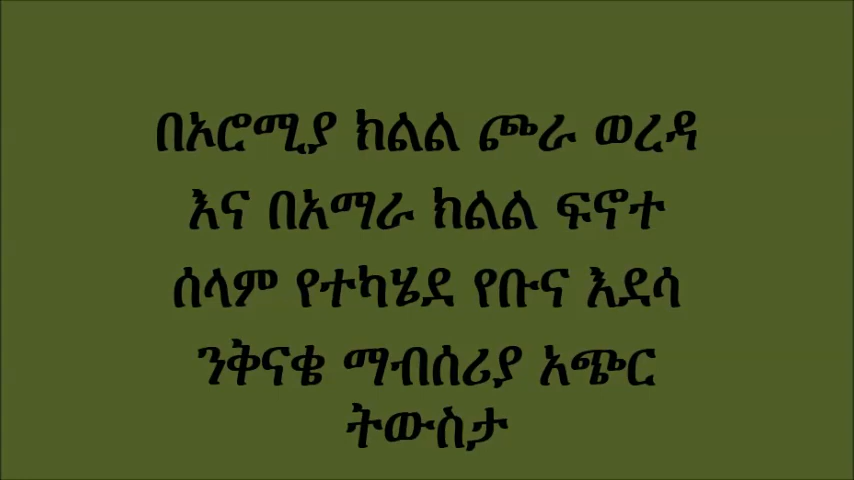 በኦሮሚያ ክልል ጮራ ወረዳ
እና በአማራ ክልል ፍኖተ
ሰላም የተካሄደ የቡና እደሳ
ንቅናቄ ማብሰሪያ አጭር
ትውስታ